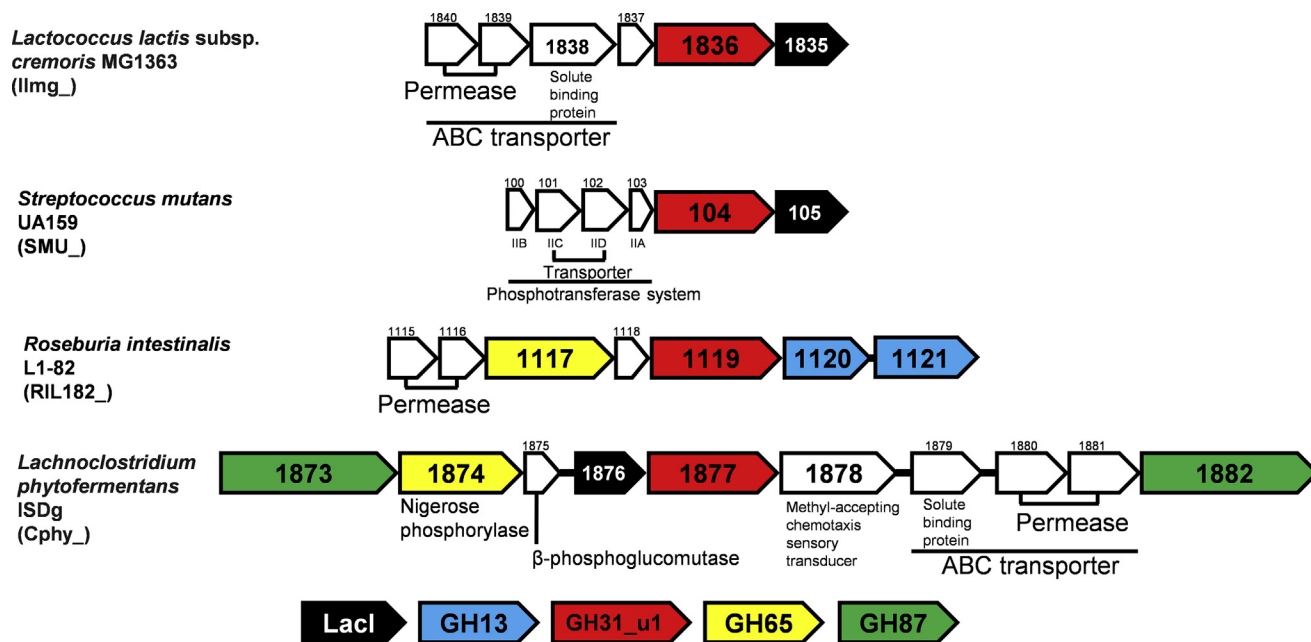 1840 1839 1837
Lactococcus lactis subsp.
cremoris MG1363
(llmg_)
1838 1836 1835
Permease
Solute
binding
protein
ABC transporter
100 101 102 103
Streptococcus mutans
UA159
(SMU_)
104 105
IIB IIC IID IIA
Transporter
Phosphotransferase system
1115 1116 1118
Roseburia intestinalis
L1-82
(RIL182_)
1117 1119 1120 1121
Permease
1875 1879 1880 1881
Lachnoclostridium
phytofermentans
ISDg
(Cphy_)
1873 1874 1876 1877 1878 1882
Nigerose
phosphorylase
β-phosphoglucomutase
Methyl-accepting
chemotaxis
sensory
transducer
Solute
binding
protein
Permease
ABC transporter
LacI GH13 GH31_u1 GH65 GH87